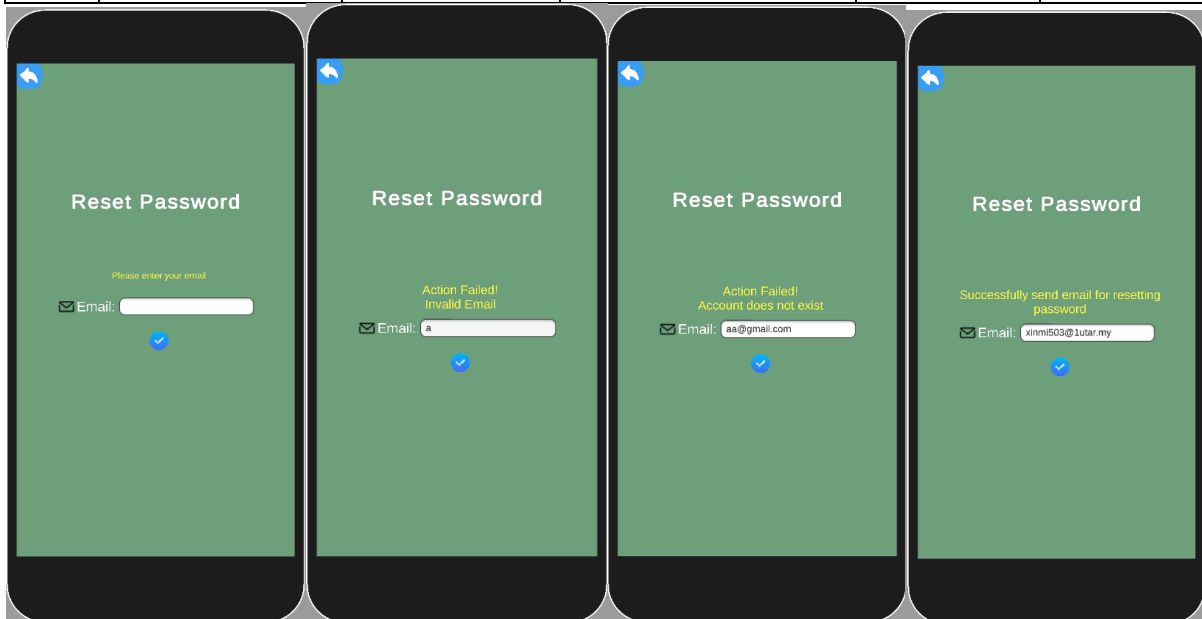 Reset Password
Please enter your email
Email:
Reset Password
Action Failed!
Invalid Email
Email: a
Reset Password
Action Failed!
Account does not exist
Email: aa@gmail.com
Reset Password
Successfully send email for resetting
password
Email: xinmi503@1utar.my